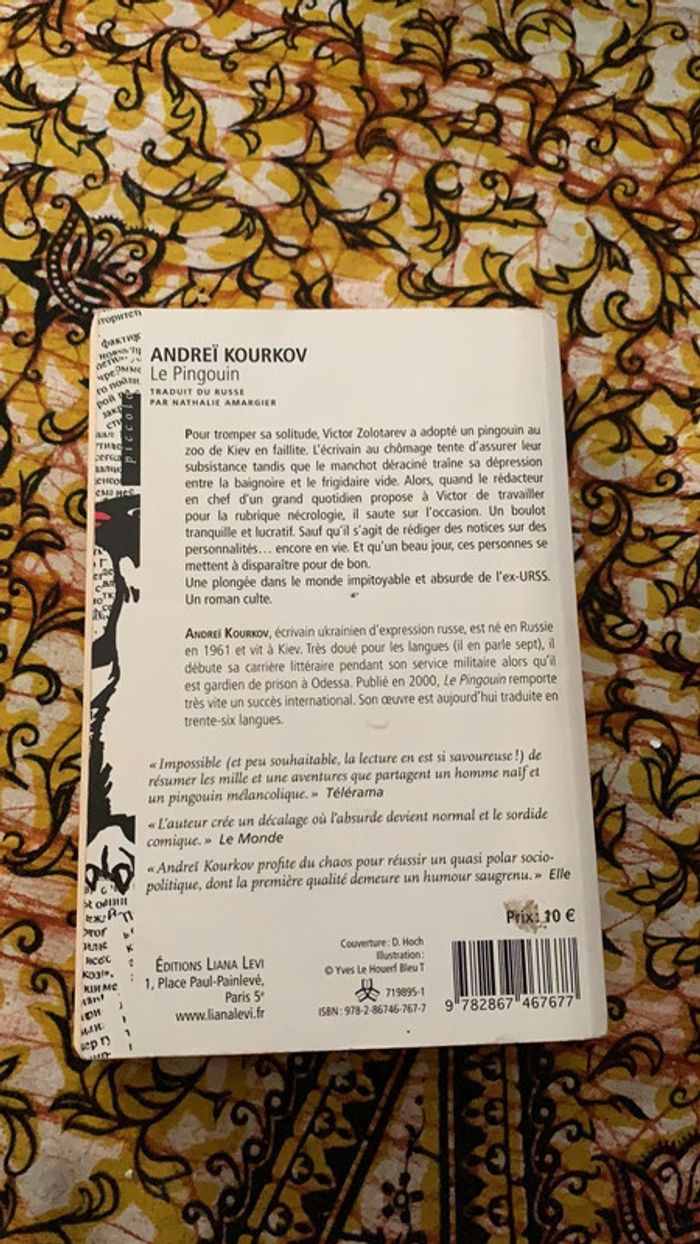 ANDREÏ KOURKOV
Le Pingouin
TRADUIT DU RUSSE
PAR NATHALIE AMARGIER
piccolo
Pour tromper sa solitude, Victor Zolotarev a adopté un pingouin au
zoo de Kiev en faillite. L'écrivain au chômage tente d'assurer leur
subsistance tandis que le manchot déraciné traîne sa dépression
entre la baignoire et le frigidaire vide. Alors, quand le rédacteur
en chef d'un grand quotidien propose à Victor de travailler
pour la rubrique nécrologie, il saute sur l'occasion. Un boulot
tranquille et lucratif. Sauf qu'il s'agit de rédiger des notices sur des
personnalités… encore en vie. Et qu'un beau jour, ces personnes se
mettent à disparaître pour de bon.
Une plongée dans le monde impitoyable et absurde de l'ex-URSS.
Un roman culte.
ANDREÏ KOURKOV, écrivain ukrainien d'expression russe, est né en Russie
en 1961 et vit à Kiev. Très doué pour les langues (il en parle sept), il
débute sa carrière littéraire pendant son service militaire alors qu'il
est gardien de prison à Odessa. Publié en 2000, Le Pingouin remporte
très vite un succès international. Son œuvre est aujourd'hui traduite en
trente-six langues.
« Impossible (et peu souhaitable, la lecture en est si savoureuse !) de
résumer les mille et une aventures que partagent un homme naïf et
un pingouin mélancolique. » Télérama
« L'auteur crée un décalage où l'absurde devient normal et le sordide
comique. » Le Monde
« Andreï Kourkov profite du chaos pour réussir un quasi polar socio-
politique, dont la première qualité demeure un humour saugrenu. » Elle
Prix : 10 €
ÉDITIONS LIANA LEVI
1, Place Paul-Painlevé,
Paris 5e
www.lianalevi.fr
Couverture : D. Hoch
Illustration :
© Yves Le Houerf Bleu T
719895-1
ISBN : 978-2-86746-767-7
9 782867 467677